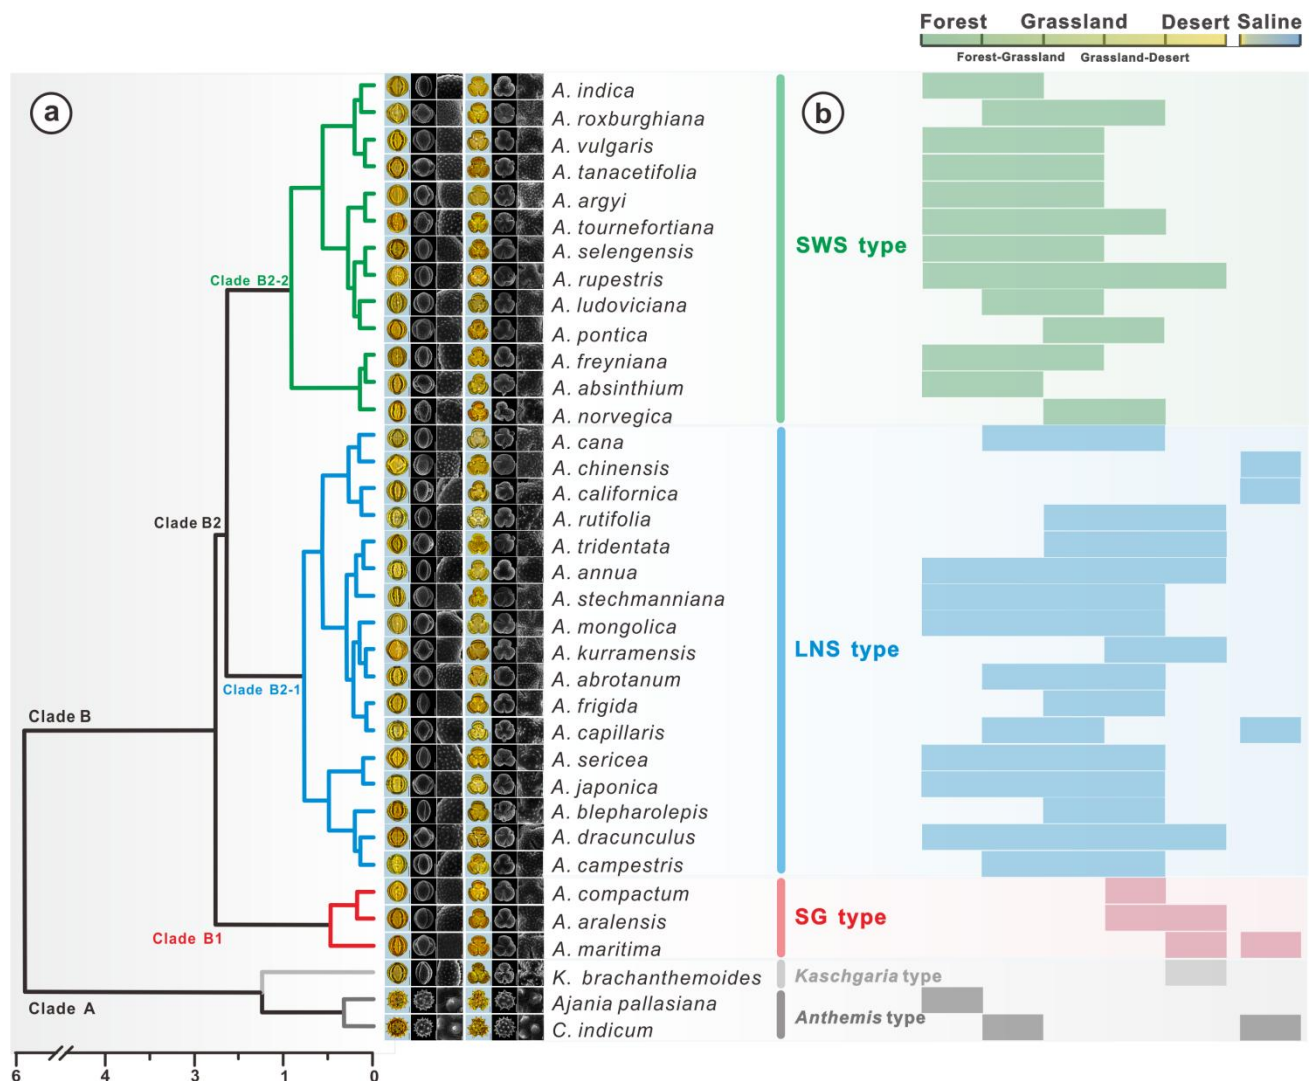 Forest Grassland Desert Saline
Forest-Grassland Grassland-Desert
a
b
A. indica
A. roxburghiana
A. vulgaris
A. tanacetifolia
A. argyi
A. tournefortiana
A. selengensis
A. rupestris
A. ludoviciana
A. pontica
A. freyniana
A. absinthium
A. norvegica
A. cana
A. chinensis
A. californica
A. rutifolia
A. tridentata
A. annua
A. stechmanniana
A. mongolica
A. kurramensis
A. abrotanum
A. frigida
A. capillaris
A. sericea
A. japonica
A. blepharolepis
A. dracunculus
A. campestris
A. compactum
A. aralensis
A. maritima
K. brachanthemoides
Ajania pallasiana
C. indicum
SWS type
LNS type
SG type
Kaschgaria type
Anthemis type
Clade B2-2
Clade B2
Clade B2-1
Clade B
Clade B1
Clade A
6 4 3 1 0